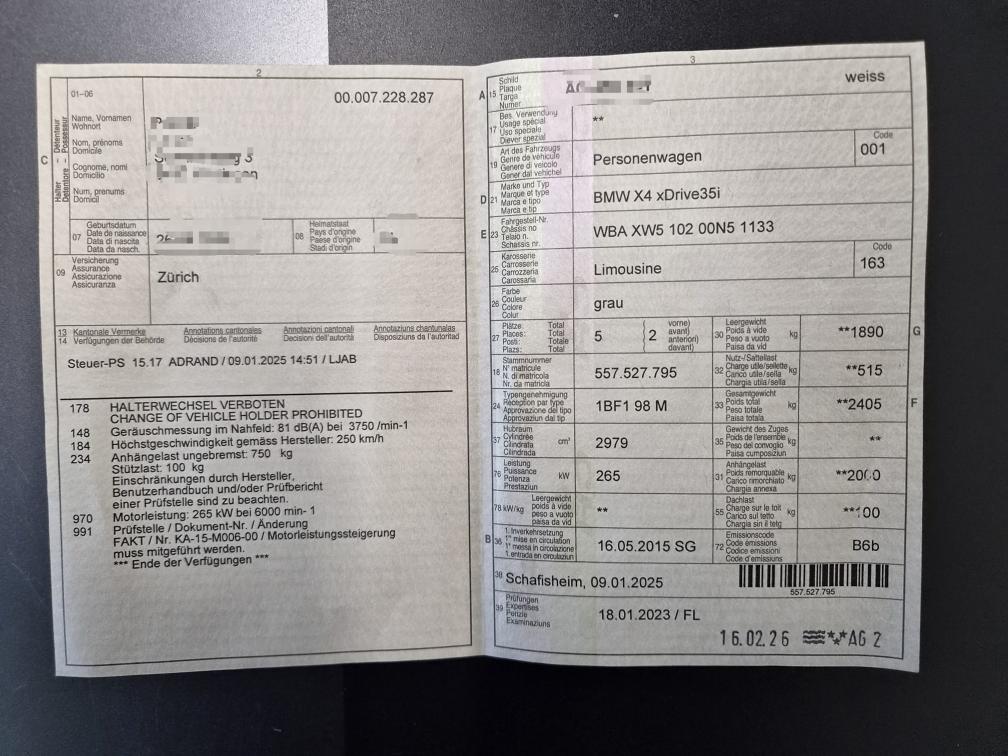 2
01-06
00.007.228.287
C
Halter
Détenteur
Detentore
Possessur
Name, Vornamen
Wohnort
Nom, prénoms
Domicile
Cognome, nomi
Domicilio
Num, prenums
Domicil
07
Geburtsdatum
Date de naissance
Data di nascita
Data da nasch.
08
Heimatstaat
Pays d'origine
Paese d'origine
Stadi d'origin
09
Versicherung
Assurance
Assicurazione
Assicuranza
Zürich
13
14
Kantonale Vermerke
Verfügungen der Behörde
Annotations cantonales
Décisions de l'autorité
Annotazioni cantonali
Decisioni dell'autorità
Annotaziuns chantunalas
Disposiziuns da l'autoritad
Steuer-PS 15.17 ADRAND / 09.01.2025 14:51 / LJAB
178 HALTERWECHSEL VERBOTEN
CHANGE OF VEHICLE HOLDER PROHIBITED
148 Geräuschmessung im Nahfeld: 81 dB(A) bei 3750 /min-1
184 Höchstgeschwindigkeit gemäss Hersteller: 250 km/h
234 Anhängelast ungebremst: 750 kg
Stützlast: 100 kg
Einschränkungen durch Hersteller,
Benutzerhandbuch und/oder Prüfbericht
einer Prüfstelle sind zu beachten.
970 Motorleistung: 265 kW bei 6000 min- 1
991 Prüfstelle / Dokument-Nr. / Änderung
FAKT / Nr. KA-15-M006-00 / Motorleistungssteigerung
muss mitgeführt werden.
*** Ende der Verfügungen ***
3
A 15
Schild
Plaque
Targa
Numer
weiss
17
Bes. Verwendung
Usage spécial
Uso speciale
Diever spezial
**
19
Art des Fahrzeugs
Genre de véhicule
Genere di veicolo
Gener dal vehichel
Personenwagen
Code
001
D 21
Marke und Typ
Marque et type
Marca e tipo
Marca e tip
BMW X4 xDrive35i
E 23
Fahrgestell-Nr.
Châssis no
Telaio n.
Schassis nr.
WBA XW5 102 00N5 1133
25
Karosserie
Carrosserie
Carrozzeria
Carossaria
Limousine
Code
163
26
Farbe
Couleur
Colore
Colur
grau
27
Plätze: Total
Places: Total
Posti: Totale
Plazs: Total
5
2
vorne)
avant)
anteriori)
davant)
30
Leergewicht
Poids à vide
Peso a vuoto
Paisa da vid
kg
**1890
G
18
Stammnummer
N° matricule
N. di matricola
Nr. da matricla
557.527.795
32
Nutz-/Sattellast
Charge utile/sellette
Carico utile/sella
Chargia utila/sella
kg
**515
24
Typengenehmigung
Réception par type
Approvazione del tipo
Approvaziun dal tip
1BF1 98 M
33
Gesamtgewicht
Poids total
Peso totale
Paisa totala
kg
**2405
F
37
Hubraum
Cylindrée
Cilindrata
Cilindrada
cm³
2979
35
Gewicht des Zuges
Poids de l'ensemble
Peso del convoglio
Paisa cumposiziun
kg
**
76
Leistung
Puissance
Potenza
Prestaziun
kW
265
31
Anhängelast
Poids remorquable
Carico rimorchiato
Chargia annexa
kg
**2000
78 kW/kg
Leergewicht
poids à vide
peso a vuoto
paisa da vid
**
55
Dachlast
Charge sur le toit
Carico sul tetto
Chargia sin il tetg
kg
**100
B 36
1. Inverkehrsetzung
1re mise en circulation
1a messa in circolazione
1. entrada en circulaziun
16.05.2015 SG
72
Emissionscode
Code émissions
Codice emissioni
Code d'emissiuns
B6b
38 Schafisheim, 09.01.2025
557.527.795
39
Prüfungen
Expertises
Perizie
Examinaziuns
18.01.2023 / FL
16.02.26 AG 2